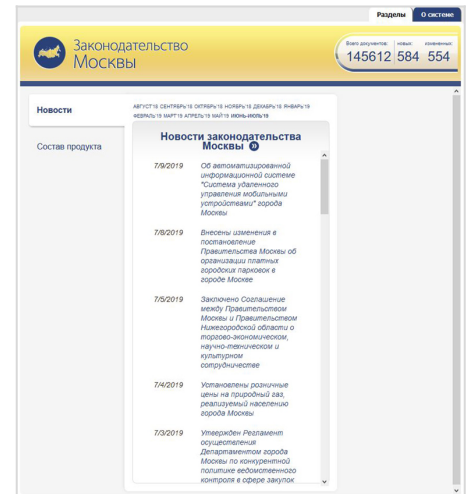 Разделы О системе
Законодательство
Москвы
Всего документов: новых: измененных:
145612 584 554
Новости
Состав продукта
АВГУСТ'18 СЕНТЯБРЬ'18 ОКТЯБРЬ'18 НОЯБРЬ'18 ДЕКАБРЬ'18 ЯНВАРЬ'19
ФЕВРАЛЬ'19 МАРТ'19 АПРЕЛЬ'19 МАЙ'19 ИЮНЬ-ИЮЛЬ'19
Новости законодательства
Москвы
7/9/2019 Об автоматизированной
информационной системе
"Система удаленного
управления мобильными
устройствами" города
Москвы
7/8/2019 Внесены изменения в
постановление
Правительства Москвы об
организации платных
городских парковок в
городе Москве
7/5/2019 Заключено Соглашение
между Правительством
Москвы и Правительством
Нижегородской области о
торгово-экономическом,
научно-техническом и
культурном
сотрудничестве
7/4/2019 Установлены розничные
цены на природный газ,
реализуемый населению
города Москвы
7/3/2019 Утвержден Регламент
осуществления
Департаментом города
Москвы по конкурентной
политике ведомственного
контроля в сфере закупок